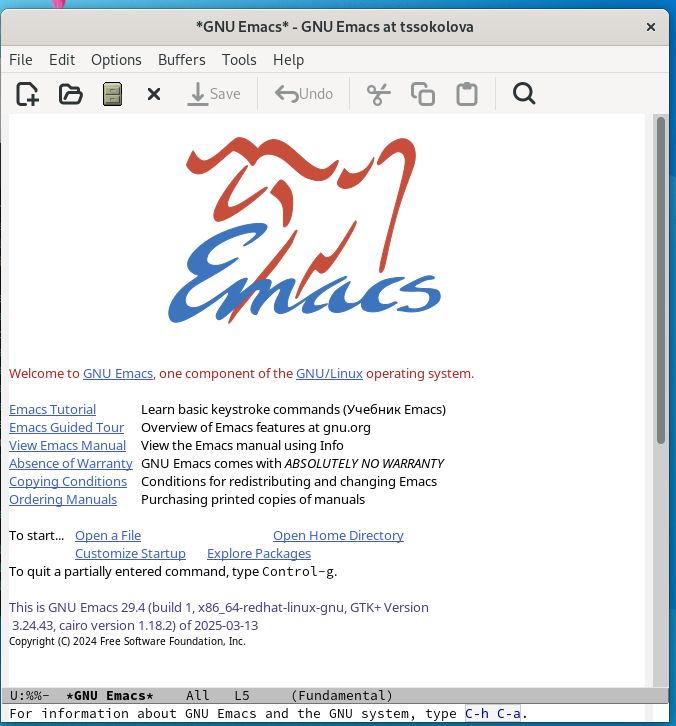 *GNU Emacs* - GNU Emacs at tssokolova
File Edit Options Buffers Tools Help
Save Undo
Emacs
Welcome to GNU Emacs, one component of the GNU/Linux operating system.
Emacs Tutorial Learn basic keystroke commands (Учебник Emacs)
Emacs Guided Tour Overview of Emacs features at gnu.org
View Emacs Manual View the Emacs manual using Info
Absence of Warranty GNU Emacs comes with ABSOLUTELY NO WARRANTY
Copying Conditions Conditions for redistributing and changing Emacs
Ordering Manuals Purchasing printed copies of manuals
To start... Open a File Open Home Directory
Customize Startup Explore Packages
To quit a partially entered command, type Control-g.
This is GNU Emacs 29.4 (build 1, x86_64-redhat-linux-gnu, GTK+ Version
3.24.43, cairo version 1.18.2) of 2025-03-13
Copyright (C) 2024 Free Software Foundation, Inc.
U:%%- *GNU Emacs* All L5 (Fundamental)
For information about GNU Emacs and the GNU system, type C-h C-a.